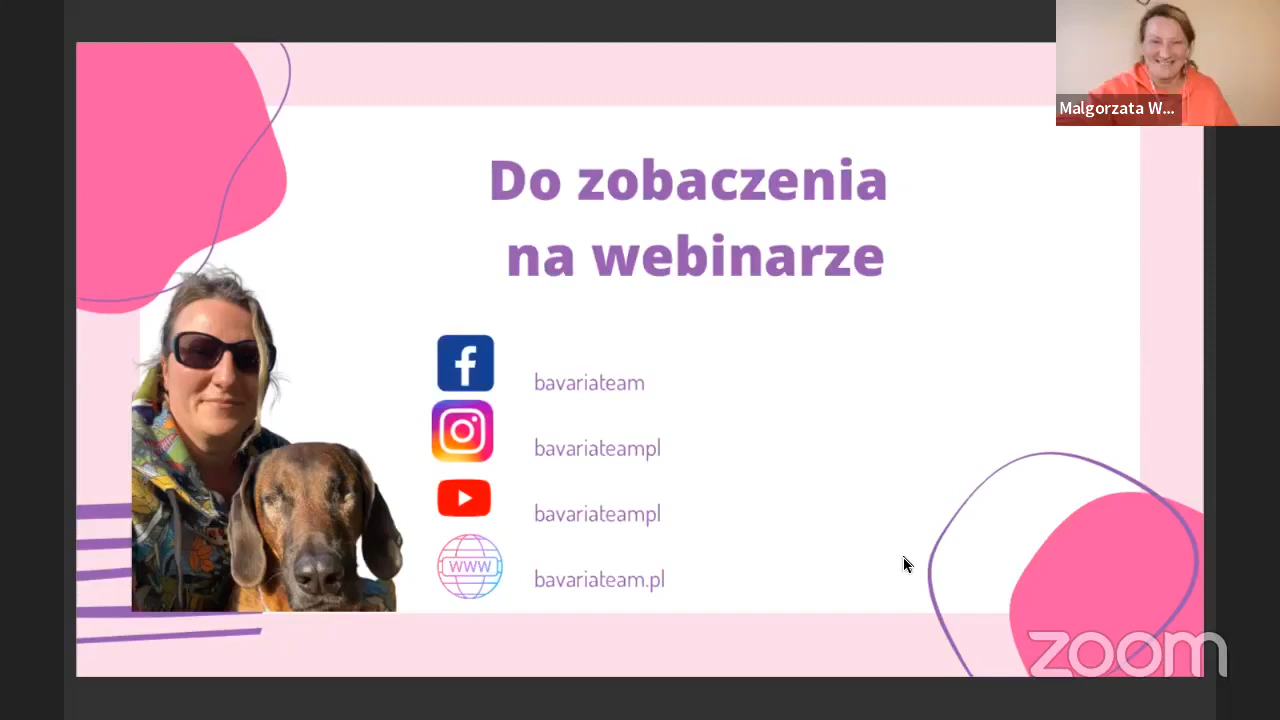 Malgorzata W...
Do zobaczenia
na webinarze
bavariateam
bavariateampl
bavariateampl
WWW
bavariateam.pl
zoom